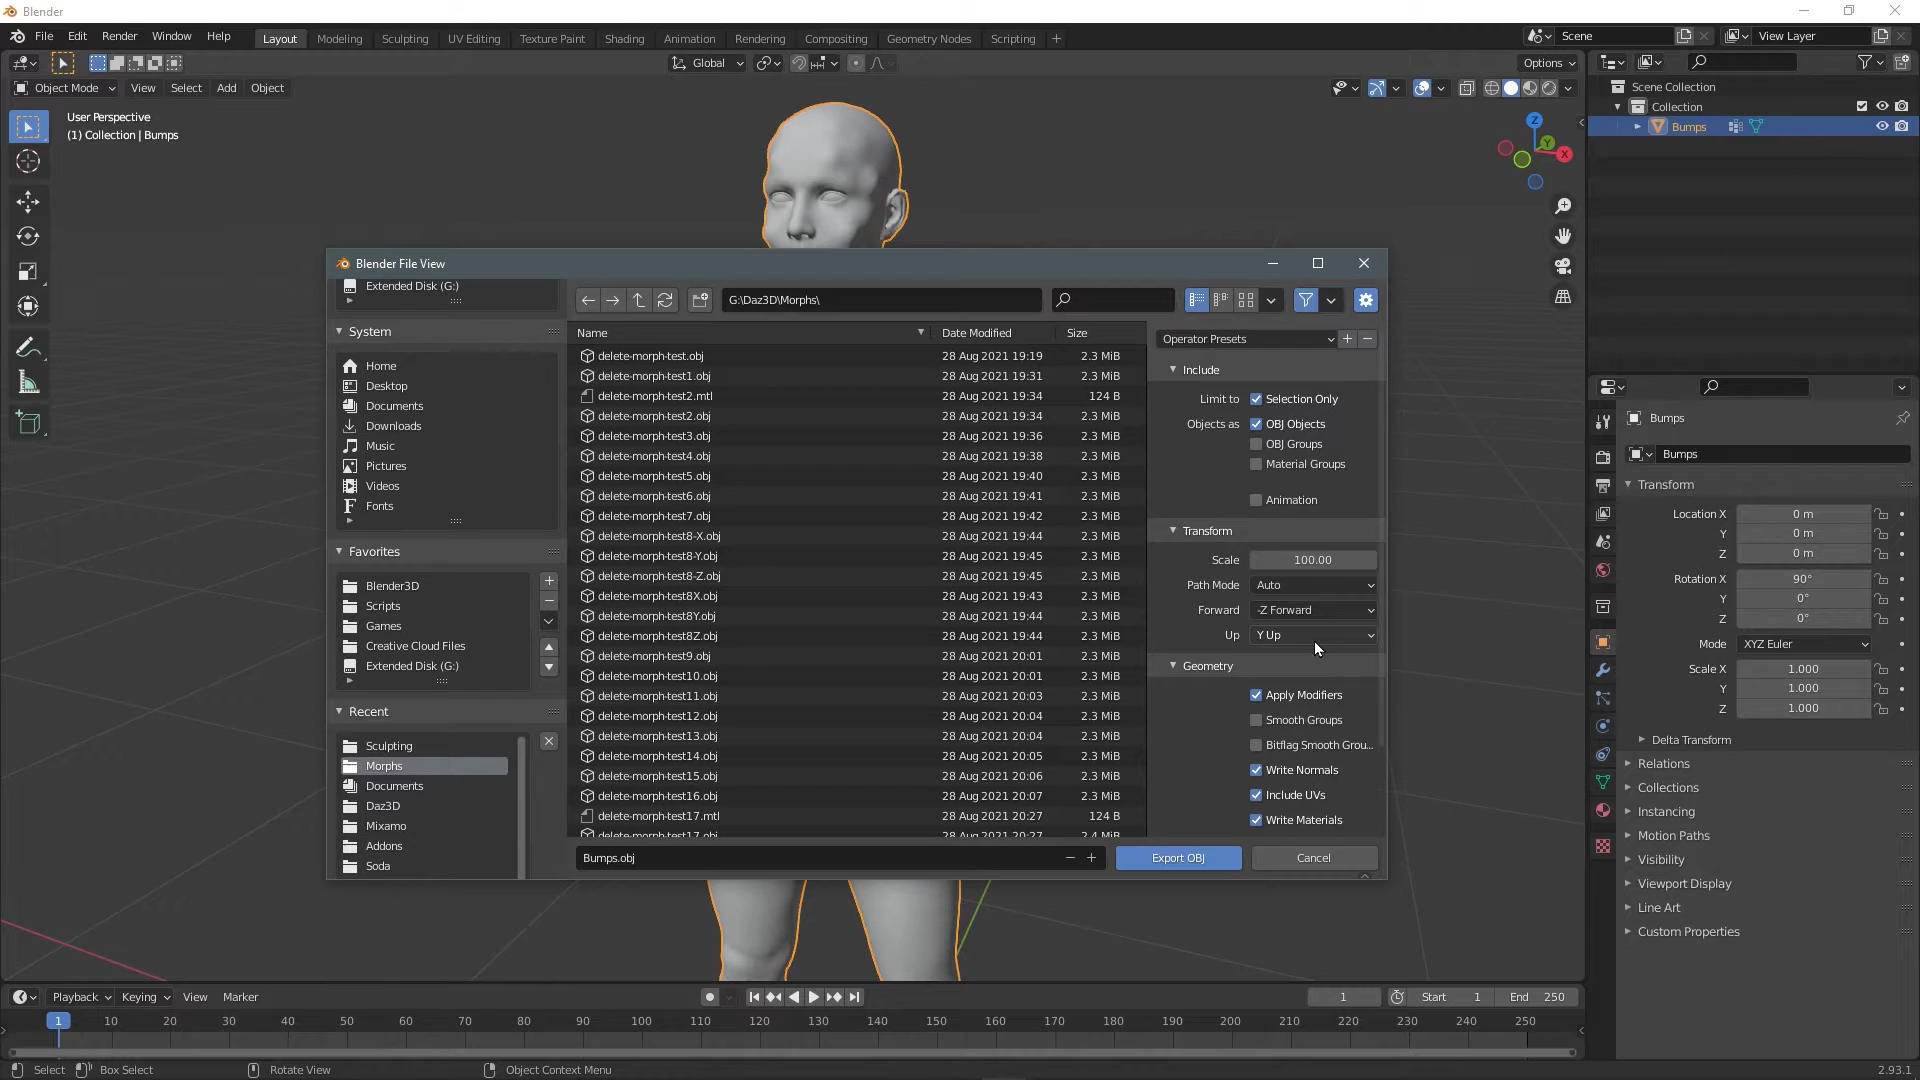 Blender
File Edit Render Window Help
Layout Modeling Sculpting UV Editing Texture Paint Shading Animation Rendering Compositing Geometry Nodes Scripting +
Scene
View Layer
Global
Options
Object Mode View Select Add Object
User Perspective
(1) Collection | Bumps
Z
Y
X
Scene Collection
Collection
Bumps
Blender File View
Extended Disk (G:)
System
Home
Desktop
Documents
Downloads
Music
Pictures
Videos
Fonts
Favorites
Blender3D
Scripts
Games
Creative Cloud Files
Extended Disk (G:)
Recent
Sculpting
Morphs
Documents
Daz3D
Mixamo
Addons
Soda
G:\Daz3D\Morphs\
Name Date Modified Size
delete-morph-test.obj 28 Aug 2021 19:19 2.3 MiB
delete-morph-test1.obj 28 Aug 2021 19:31 2.3 MiB
delete-morph-test2.mtl 28 Aug 2021 19:34 124 B
delete-morph-test2.obj 28 Aug 2021 19:34 2.3 MiB
delete-morph-test3.obj 28 Aug 2021 19:36 2.3 MiB
delete-morph-test4.obj 28 Aug 2021 19:38 2.3 MiB
delete-morph-test5.obj 28 Aug 2021 19:40 2.3 MiB
delete-morph-test6.obj 28 Aug 2021 19:41 2.3 MiB
delete-morph-test7.obj 28 Aug 2021 19:42 2.3 MiB
delete-morph-test8-X.obj 28 Aug 2021 19:44 2.3 MiB
delete-morph-test8-Y.obj 28 Aug 2021 19:45 2.3 MiB
delete-morph-test8-Z.obj 28 Aug 2021 19:45 2.3 MiB
delete-morph-test8X.obj 28 Aug 2021 19:43 2.3 MiB
delete-morph-test8Y.obj 28 Aug 2021 19:44 2.3 MiB
delete-morph-test8Z.obj 28 Aug 2021 19:44 2.3 MiB
delete-morph-test9.obj 28 Aug 2021 20:01 2.3 MiB
delete-morph-test10.obj 28 Aug 2021 20:01 2.3 MiB
delete-morph-test11.obj 28 Aug 2021 20:03 2.3 MiB
delete-morph-test12.obj 28 Aug 2021 20:04 2.3 MiB
delete-morph-test13.obj 28 Aug 2021 20:04 2.3 MiB
delete-morph-test14.obj 28 Aug 2021 20:05 2.3 MiB
delete-morph-test15.obj 28 Aug 2021 20:06 2.3 MiB
delete-morph-test16.obj 28 Aug 2021 20:07 2.3 MiB
delete-morph-test17.mtl 28 Aug 2021 20:27 124 B
delete-morph-test17.obj 28 Aug 2021 20:27 2.4 MiB
Bumps.obj
Export OBJ
Cancel
Operator Presets
Include
Limit to Selection Only
Objects as OBJ Objects
OBJ Groups
Material Groups
Animation
Transform
Scale 100.00
Path Mode Auto
Forward -Z Forward
Up Y Up
Geometry
Apply Modifiers
Smooth Groups
Bitflag Smooth Grou...
Write Normals
Include UVs
Write Materials
Bumps
Bumps
Transform
Location X 0 m
Y 0 m
Z 0 m
Rotation X 90°
Y 0°
Z 0°
Mode XYZ Euler
Scale X 1.000
Y 1.000
Z 1.000
Delta Transform
Relations
Collections
Instancing
Motion Paths
Visibility
Viewport Display
Line Art
Custom Properties
Playback Keying View Marker
1
Start 1
End 250
1 10 20 30 40 50 60 70 80 90 100 110 120 130 140 150 160 170 180 190 200 210 220 230 240 250
Select Box Select Rotate View Object Context Menu
2.93.1